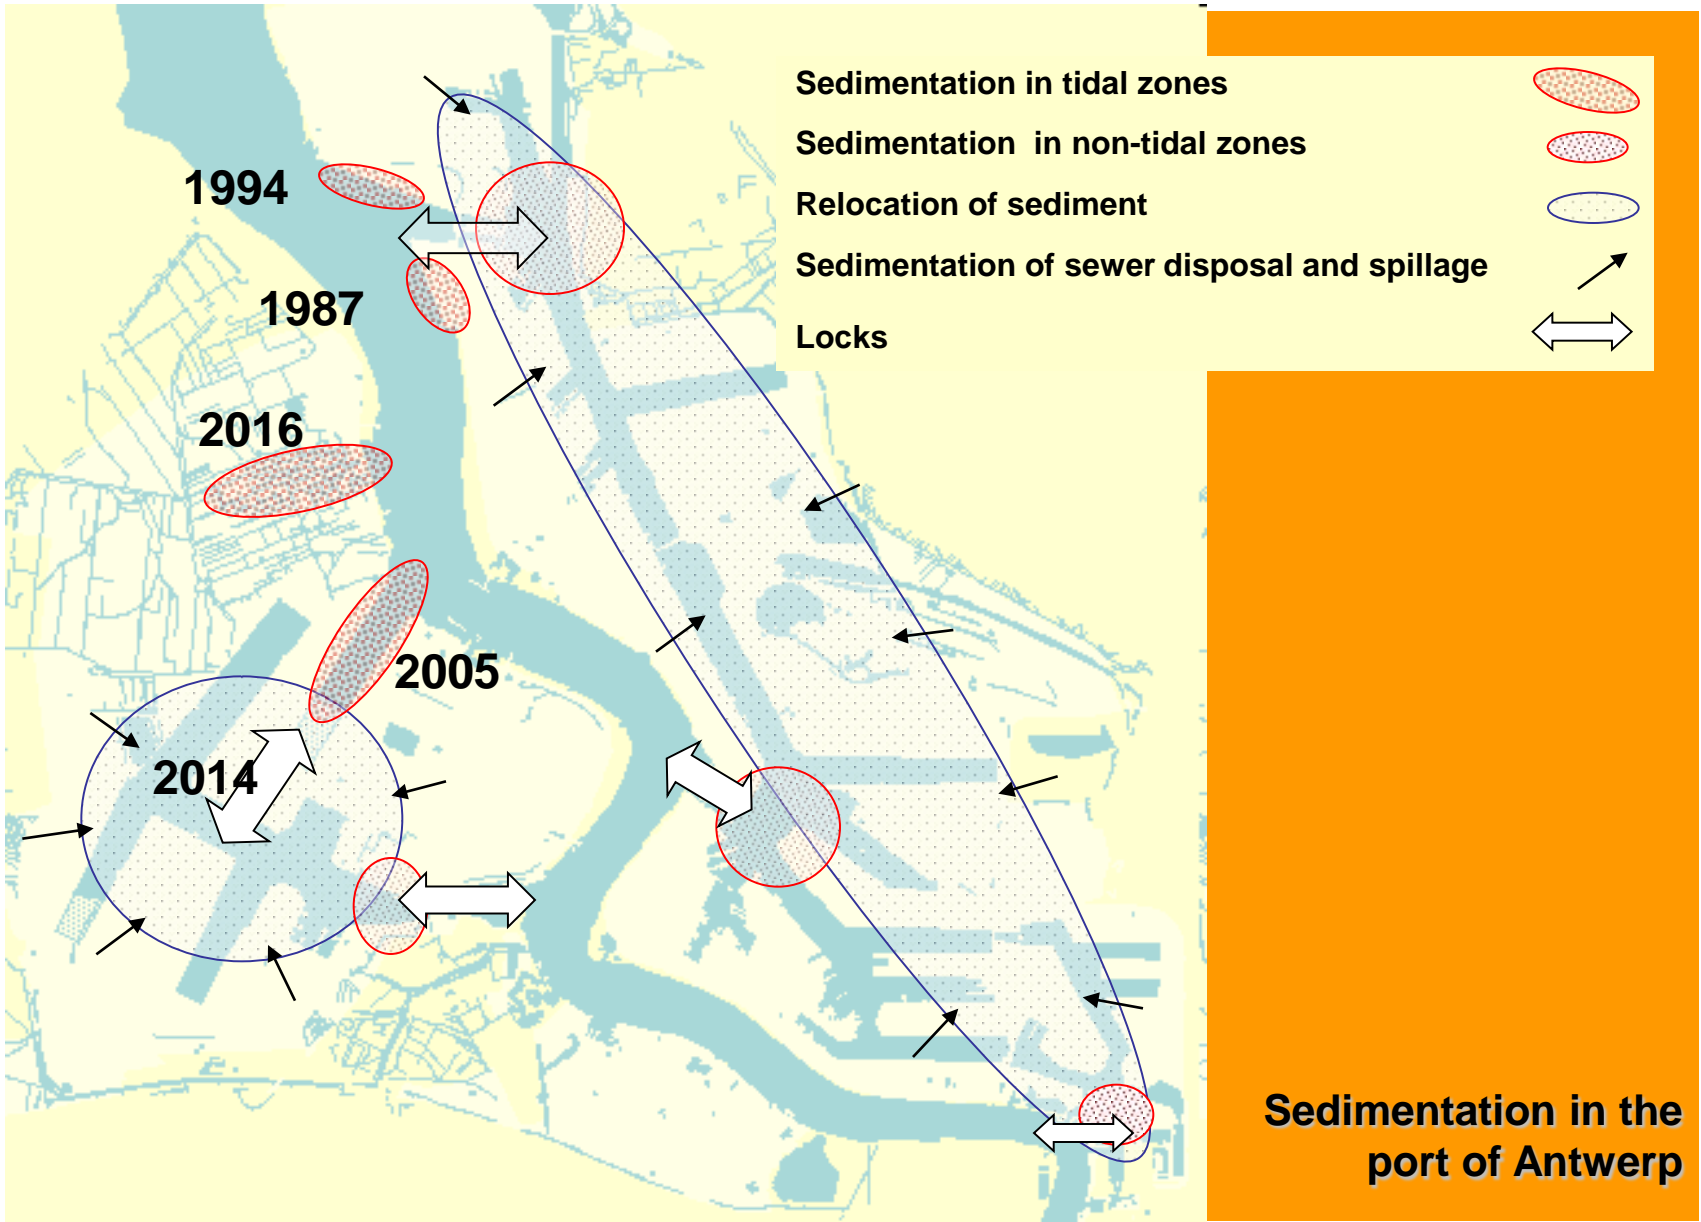 Sedimentation in tidal zones
Sedimentation in non-tidal zones
Relocation of sediment
Sedimentation of sewer disposal and spillage
Locks
1994
1987
2016
2005
2014
Sedimentation in the
port of Antwerp